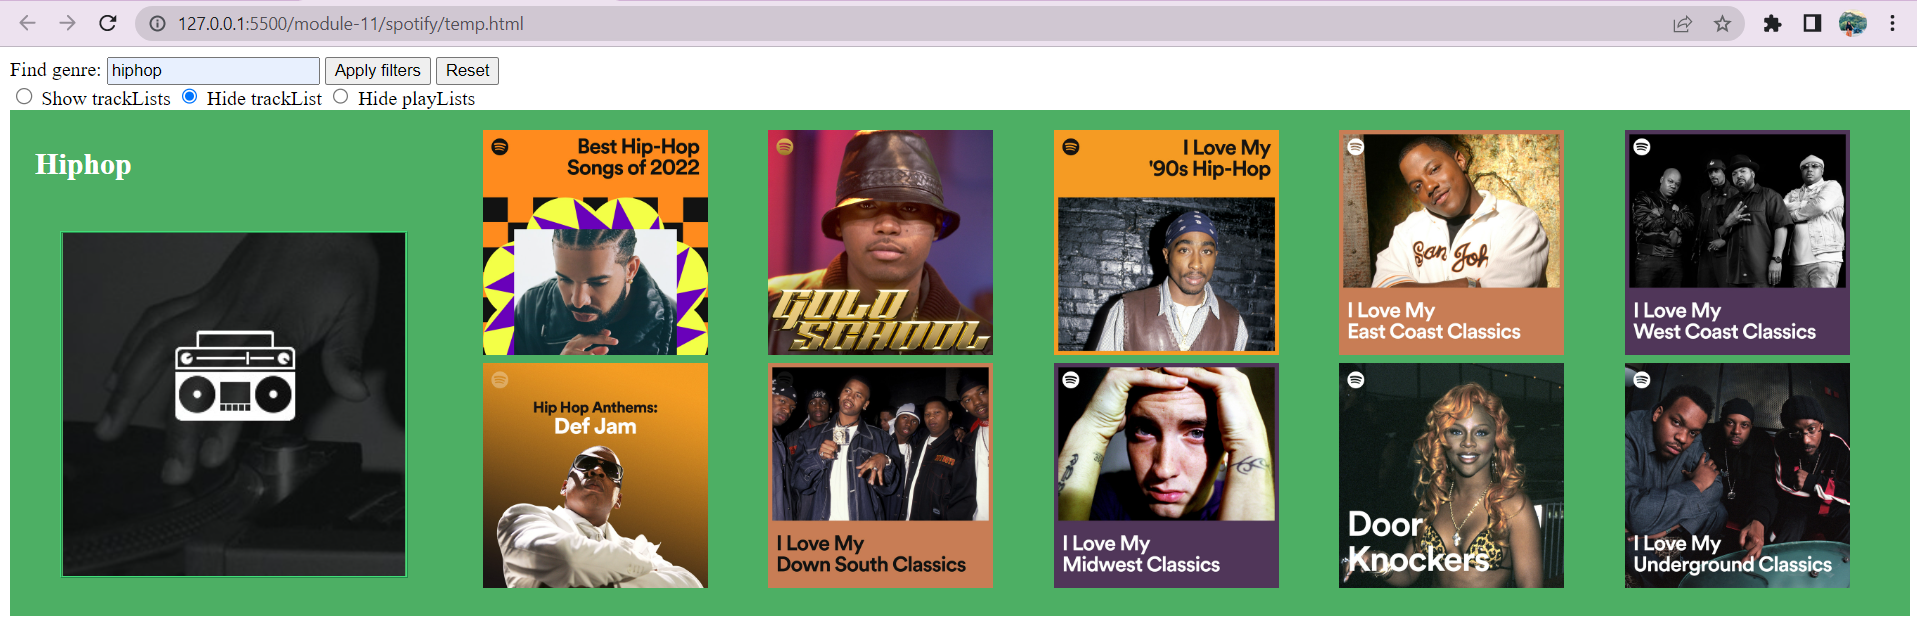 127.0.0.1:5500/module-11/spotify/temp.html
Find genre: hiphop Apply filters Reset
Show trackLists Hide trackList Hide playLists
Hiphop
Best Hip-Hop
Songs of 2022
GOLD
SCHOOL
I Love My
'90s Hip-Hop
San Joh
I Love My
East Coast Classics
I Love My
West Coast Classics
Hip Hop Anthems:
Def Jam
I Love My
Down South Classics
I Love My
Midwest Classics
Door
Knockers
I Love My
Underground Classics